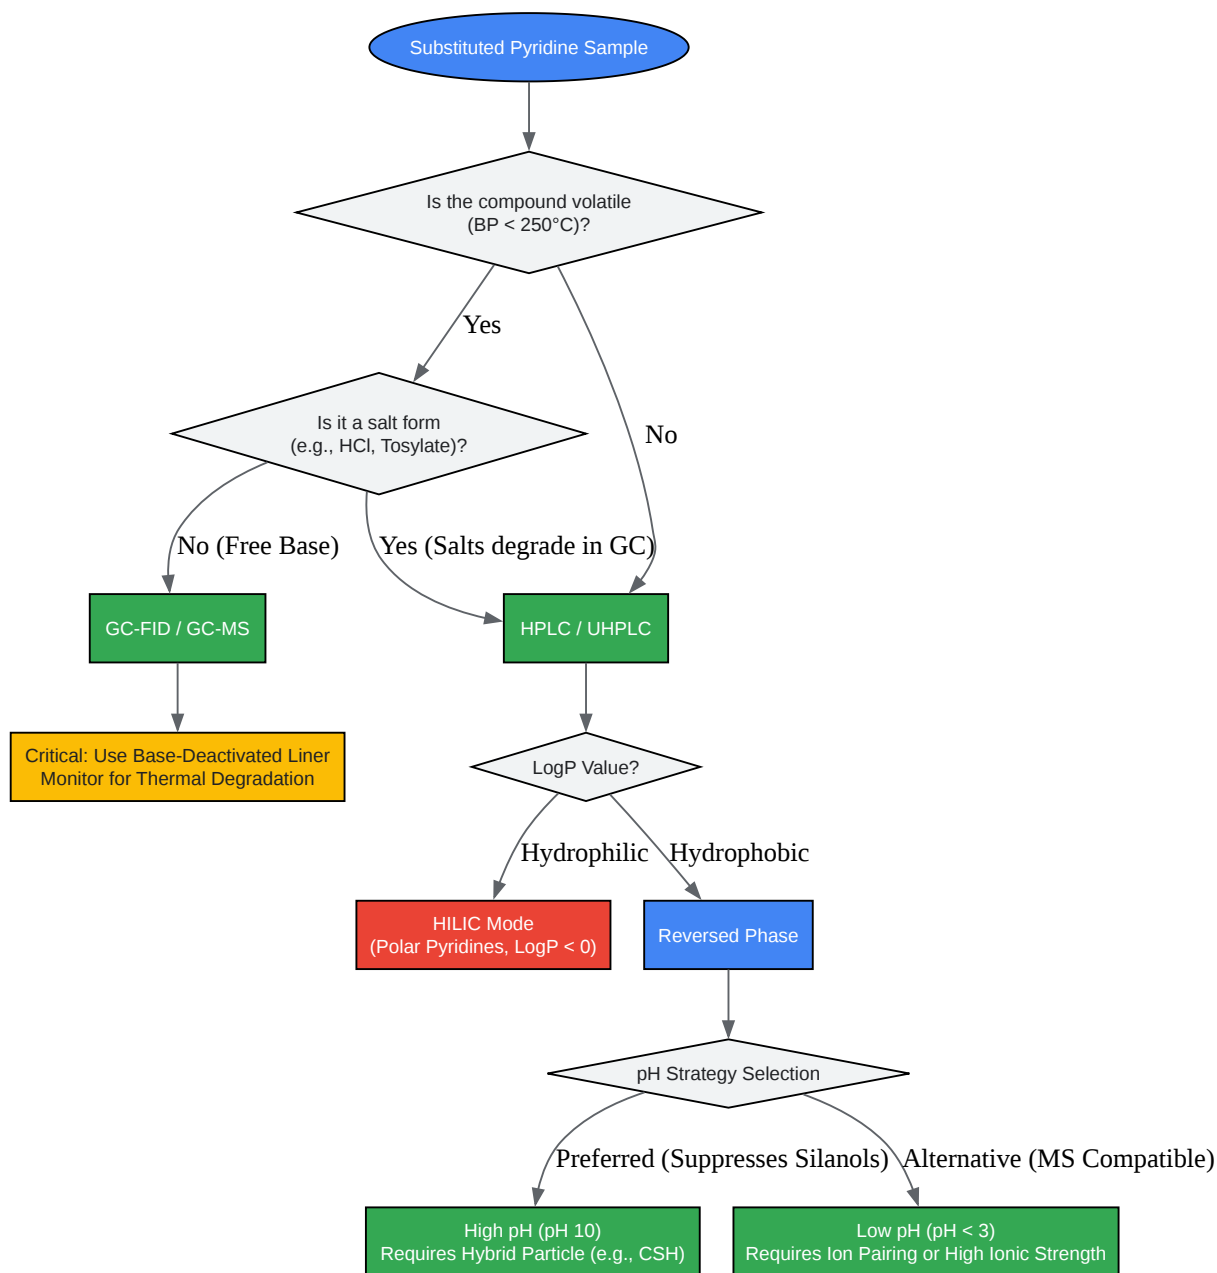 Substituted Pyridine Sample
Is the compound volatile
(BP < 250°C)?
Yes
No
Is it a salt form
(e.g., HCl, Tosylate)?
No (Free Base)
Yes (Salts degrade in GC)
GC-FID / GC-MS
HPLC / UHPLC
Critical: Use Base-Deactivated Liner
Monitor for Thermal Degradation
LogP Value?
Hydrophilic
Hydrophobic
HILIC Mode
(Polar Pyridines, LogP < 0)
Reversed Phase
pH Strategy Selection
Preferred (Suppresses Silanols)
Alternative (MS Compatible)
High pH (pH 10)
Requires Hybrid Particle (e.g., CSH)
Low pH (pH < 3)
Requires Ion Pairing or High Ionic Strength